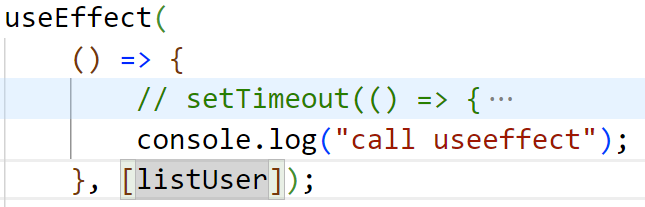 useEffect(
() => {
// setTimeout(() => {···
console.log("call useeffect");
}, [listUser]);